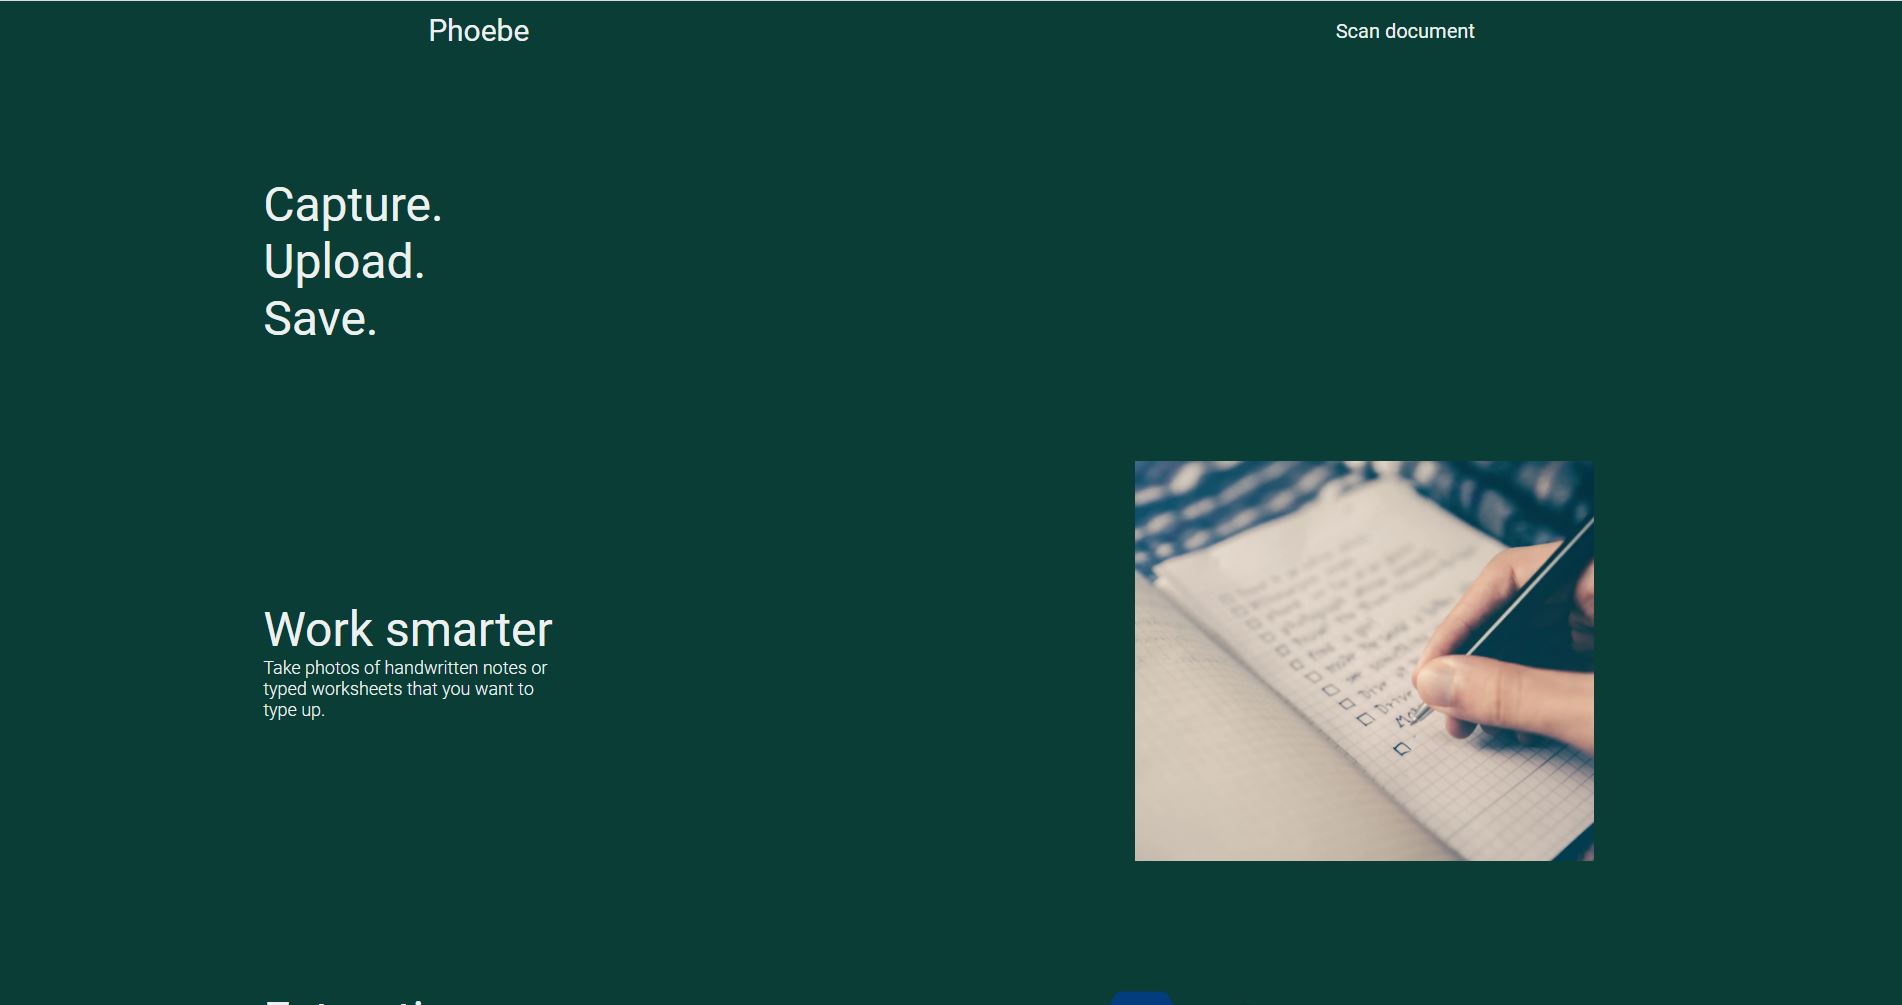 Phoebe
Scan document
Capture.
Upload.
Save.
Work smarter
Take photos of handwritten notes or
typed worksheets that you want to
type up.